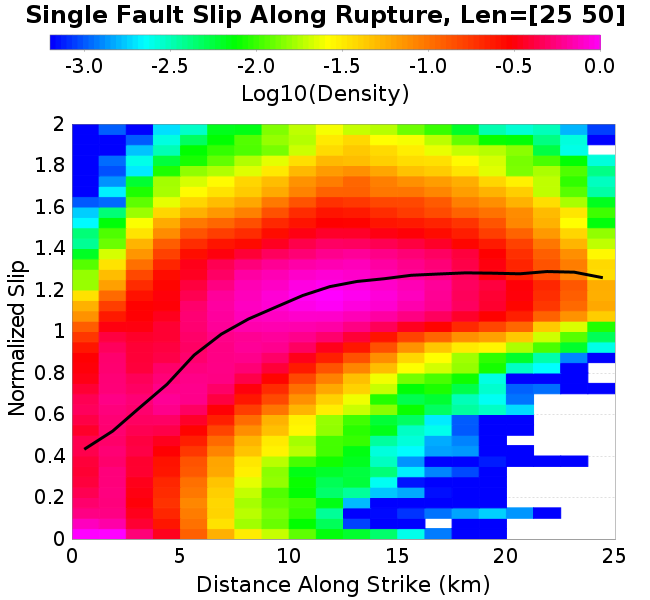 Single Fault Slip Along Rupture, Len=[25 50]
-3.0 -2.5 -2.0 -1.5 -1.0 -0.5 0.0
Log10(Density)
2
1.8
1.6
1.4
1.2
1
0.8
0.6
0.4
0.2
0
Normalized Slip
0 5 10 15 20 25
Distance Along Strike (km)